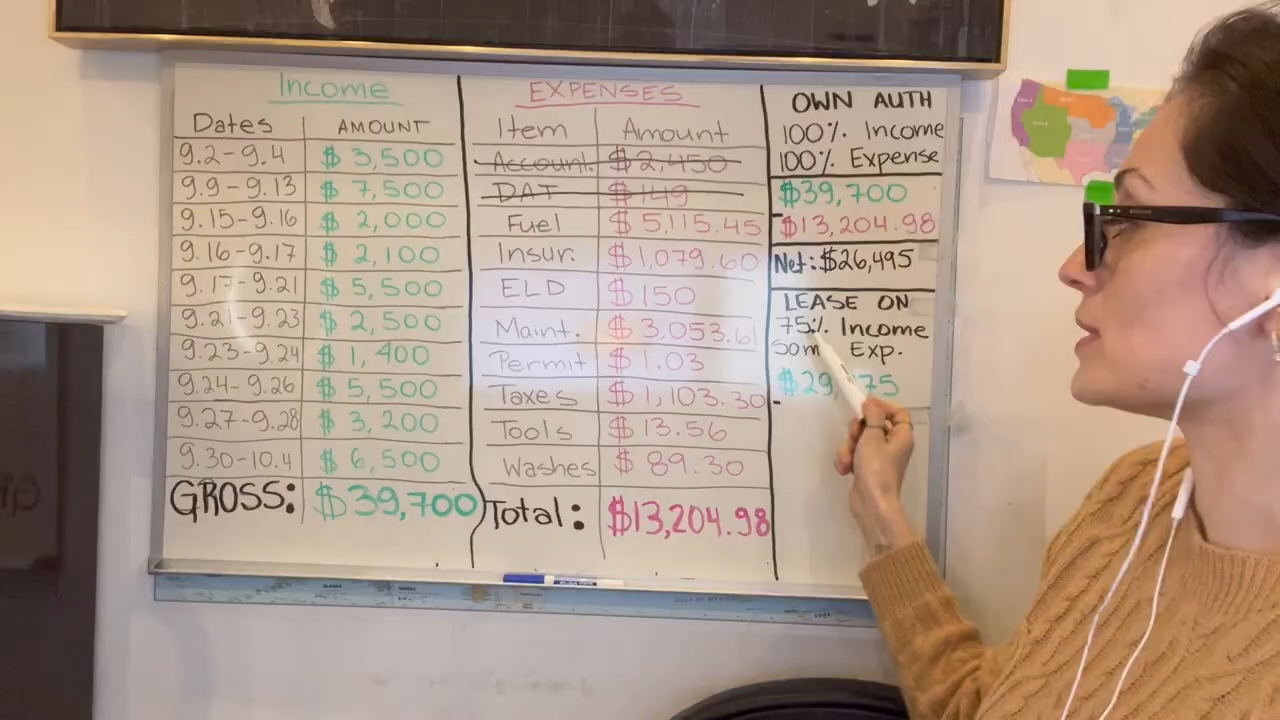 Income
Dates AMOUNT
9.2-9.4 $3,500
9.9-9.13 $7,500
9.15-9.16 $2,000
9.16-9.17 $2,100
9.17-9.21 $5,500
9.21-9.23 $2,500
9.23-9.24 $1,400
9.24-9.26 $5,500
9.27-9.28 $3,200
9.30-10.4 $6,500
GROSS: $39,700
EXPENSES
Item Amount
Account. $2,450
DAT $149
Fuel $5,115.45
Insur. $1,079.60
ELD $150
Maint. $3,053.61
Permit $1.03
Taxes $1,103.30
Tools $13.56
Washes $89.30
Total: $13,204.98
OWN AUTH
100% Income
100% Expense
$39,700
-$13,204.98
Net: $26,495
LEASE ON
75% Income
Som Exp.
-